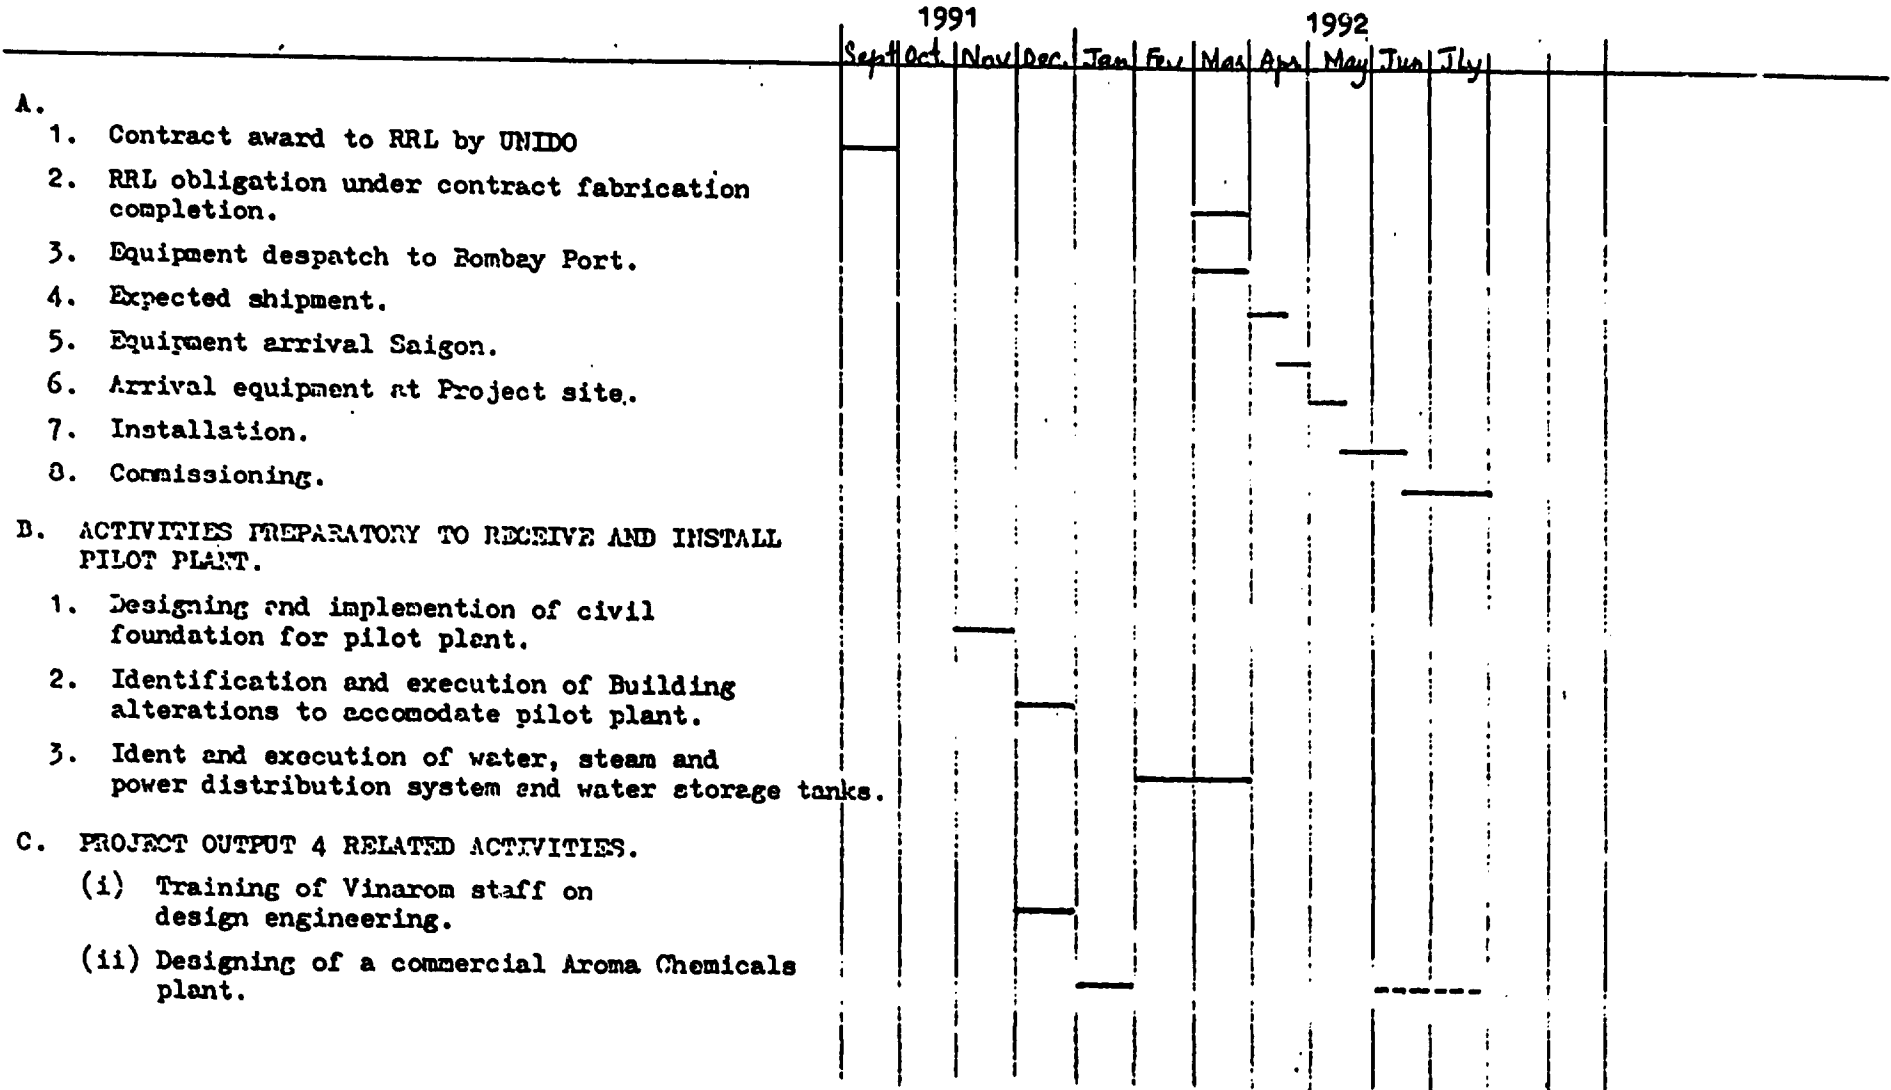 1991 1992
Sept Oct. Nov Dec. Jan Fev Mar Apr May Jun Jly
A.
1. Contract award to RRL by UNIDO
2. RRL obligation under contract fabrication
completion.
3. Equipment despatch to Bombay Port.
4. Expected shipment.
5. Equipment arrival Saigon.
6. Arrival equipment at Project site.
7. Installation.
8. Commissioning.
B. ACTIVITIES PREPARATORY TO RECEIVE AND INSTALL
PILOT PLANT.
1. Designing and implemention of civil
foundation for pilot plant.
2. Identification and execution of Building
alterations to accomodate pilot plant.
3. Ident and execution of water, steam and
power distribution system and water storage tanks.
C. PROJECT OUTPUT 4 RELATED ACTIVITIES.
(i) Training of Vinarom staff on
design engineering.
(ii) Designing of a commercial Aroma Chemicals
plant.